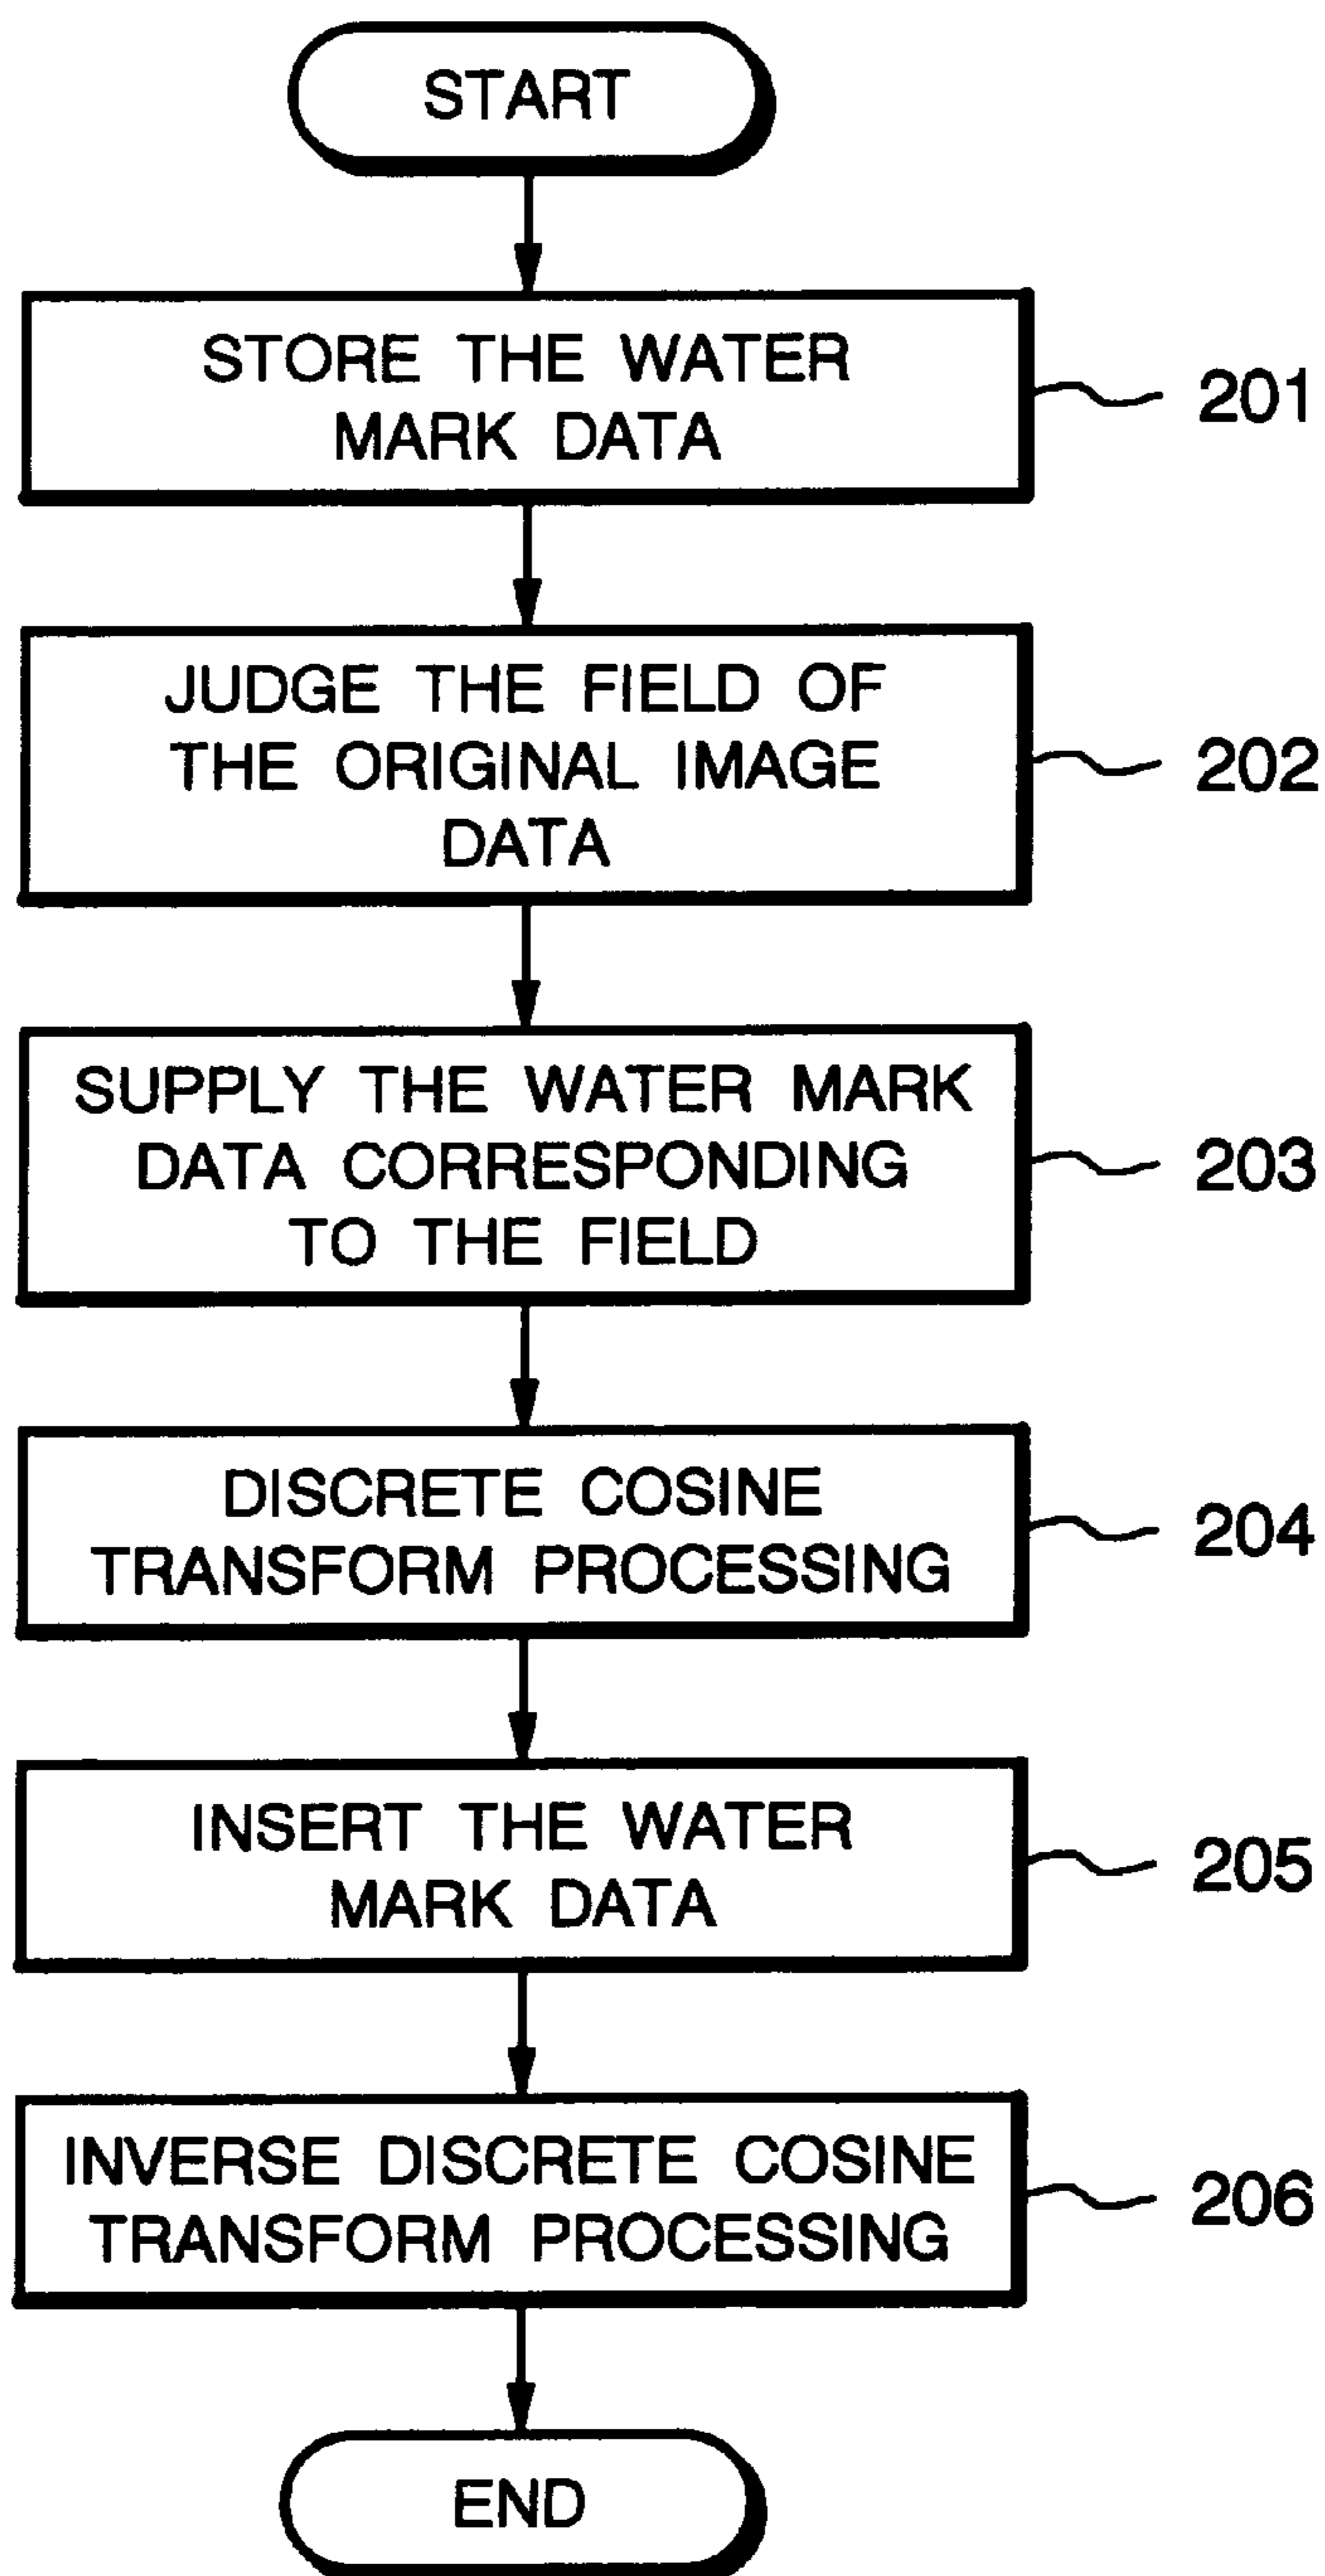 START
STORE THE WATER
MARK DATA
201
JUDGE THE FIELD OF
THE ORIGINAL IMAGE
DATA
202
SUPPLY THE WATER MARK
DATA CORRESPONDING
TO THE FIELD
203
DISCRETE COSINE
TRANSFORM PROCESSING
204
INSERT THE WATER
MARK DATA
205
INVERSE DISCRETE COSINE
TRANSFORM PROCESSING
206
END